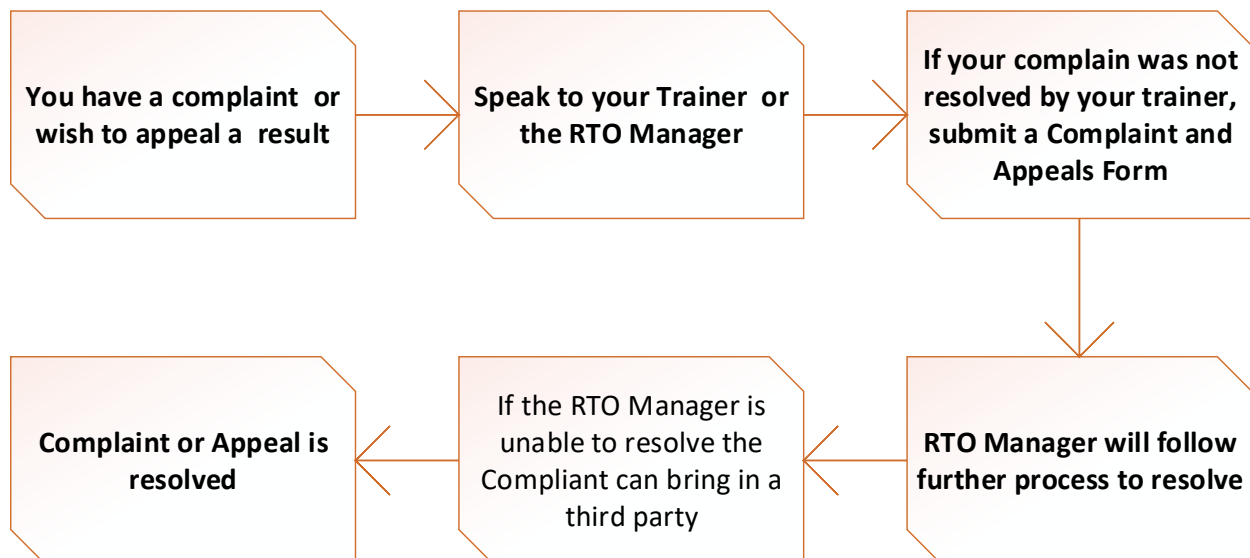 You have a complaint  or
wish to appeal a  result
Speak to your Trainer  or
the RTO Manager
If your complain was not
resolved by your trainer,
submit a Complaint and
Appeals Form
RTO Manager will follow
further process to resolve
If the RTO Manager is
unable to resolve the
Compliant can bring in a
third party
Complaint or Appeal is
resolved